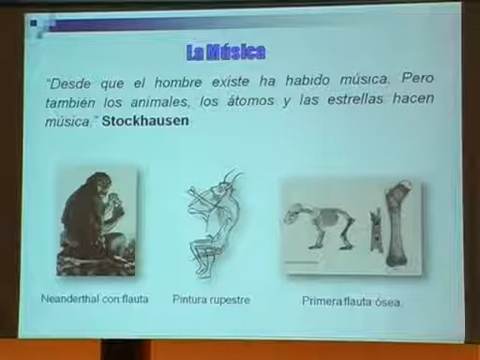 La Música
“Desde que el hombre existe ha habido música. Pero
también los animales, los átomos y las estrellas hacen
música.” Stockhausen
Neanderthal con flauta
Pintura rupestre
Primera flauta ósea.